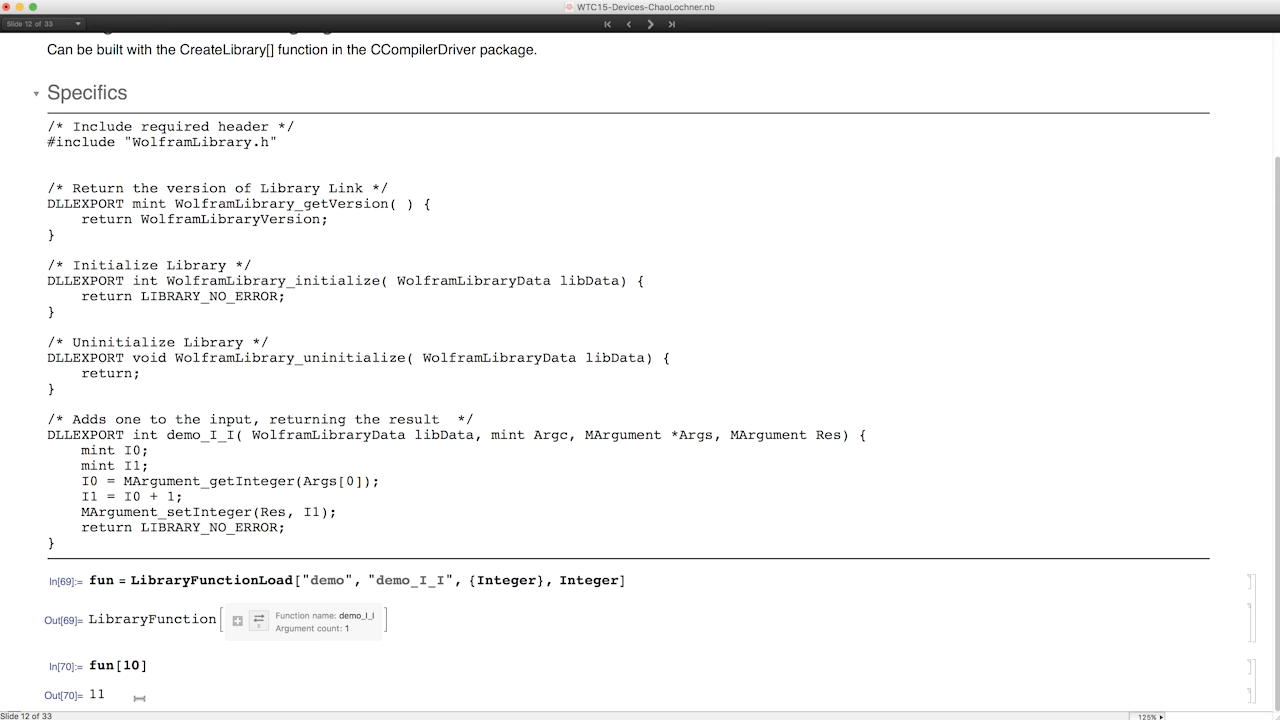 WTC15-Devices-ChaoLochner.nb
Slide 12 of 33
Can be built with the CreateLibrary[] function in the CCompilerDriver package.
Specifics
/* Include required header */
#include "WolframLibrary.h"
/* Return the version of Library Link */
DLLEXPORT mint WolframLibrary_getVersion( ) {
return WolframLibraryVersion;
}
/* Initialize Library */
DLLEXPORT int WolframLibrary_initialize( WolframLibraryData libData) {
return LIBRARY_NO_ERROR;
}
/* Uninitialize Library */
DLLEXPORT void WolframLibrary_uninitialize( WolframLibraryData libData) {
return;
}
/* Adds one to the input, returning the result  */
DLLEXPORT int demo_I_I( WolframLibraryData libData, mint Argc, MArgument *Args, MArgument Res) {
mint I0;
mint I1;
I0 = MArgument_getInteger(Args[0]);
I1 = I0 + 1;
MArgument_setInteger(Res, I1);
return LIBRARY_NO_ERROR;
}
In[69]:= fun = LibraryFunctionLoad["demo", "demo_I_I", {Integer}, Integer]
Out[69]= LibraryFunction[ Function name: demo_I_I ]
Argument count: 1
In[70]:= fun[10]
Out[70]= 11
Slide 12 of 33
125%